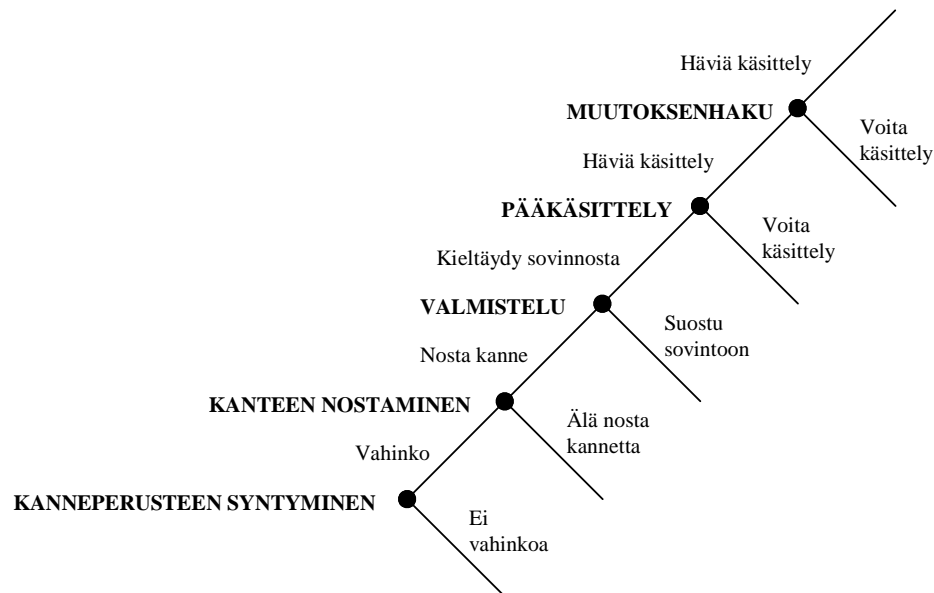 Häviä käsittely
MUUTOKSENHAKU
Voita
käsittely
Häviä käsittely
PÄÄKÄSITTELY
Voita
käsittely
Kieltäydy sovinnosta
VALMISTELU
Suostu
sovintoon
Nosta kanne
KANTEEN NOSTAMINEN
Älä nosta
kannetta
Vahinko
KANNEPERUSTEEN SYNTYMINEN
Ei
vahinkoa